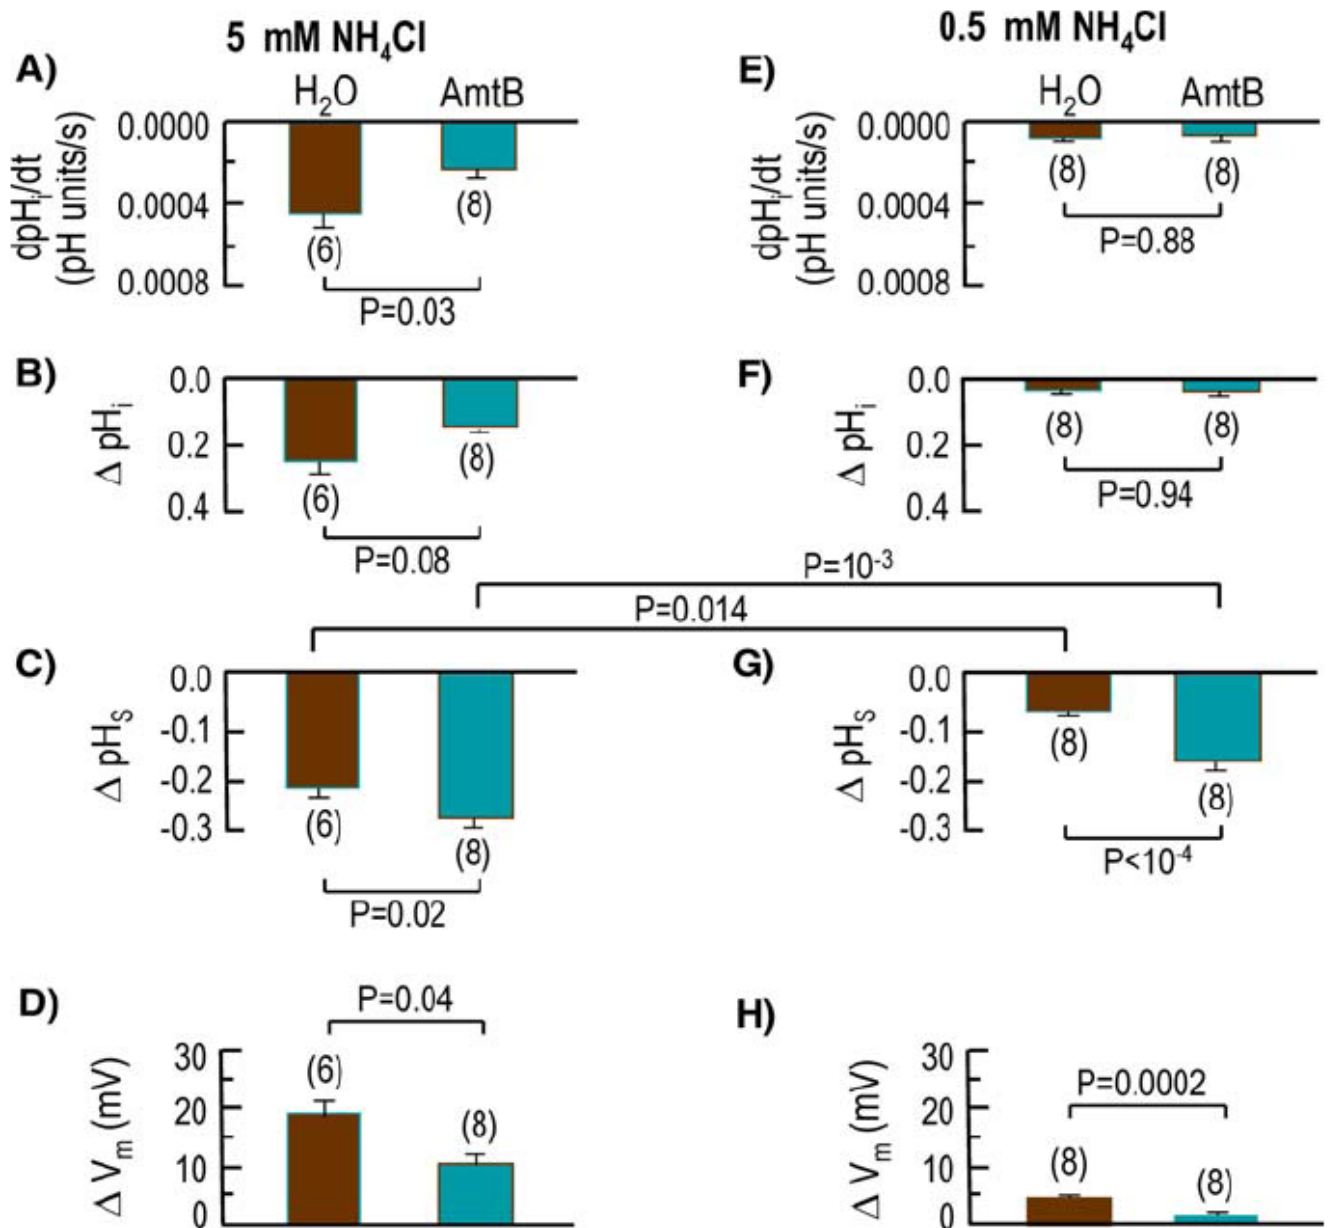 5 mM NH₄Cl
0.5 mM NH₄Cl
A)
H₂O AmtB
dpHᵢ/dt
(pH units/s)
0.0000
0.0004
0.0008
(6)
(8)
P=0.03
E)
H₂O AmtB
dpHᵢ/dt
(pH units/s)
0.0000
0.0004
0.0008
(8)
(8)
P=0.88
B)
Δ pHᵢ
0.0
0.2
0.4
(6)
(8)
P=0.08
F)
Δ pHᵢ
0.0
0.2
0.4
(8)
(8)
P=0.94
P=10⁻³
P=0.014
C)
Δ pH_S
0.0
-0.1
-0.2
-0.3
(6)
(8)
P=0.02
G)
Δ pH_S
0.0
-0.1
-0.2
-0.3
(8)
(8)
P<10⁻⁴
D)
P=0.04
Δ Vₘ (mV)
30
20
10
0
(6)
(8)
H)
P=0.0002
Δ Vₘ (mV)
30
20
10
0
(8)
(8)